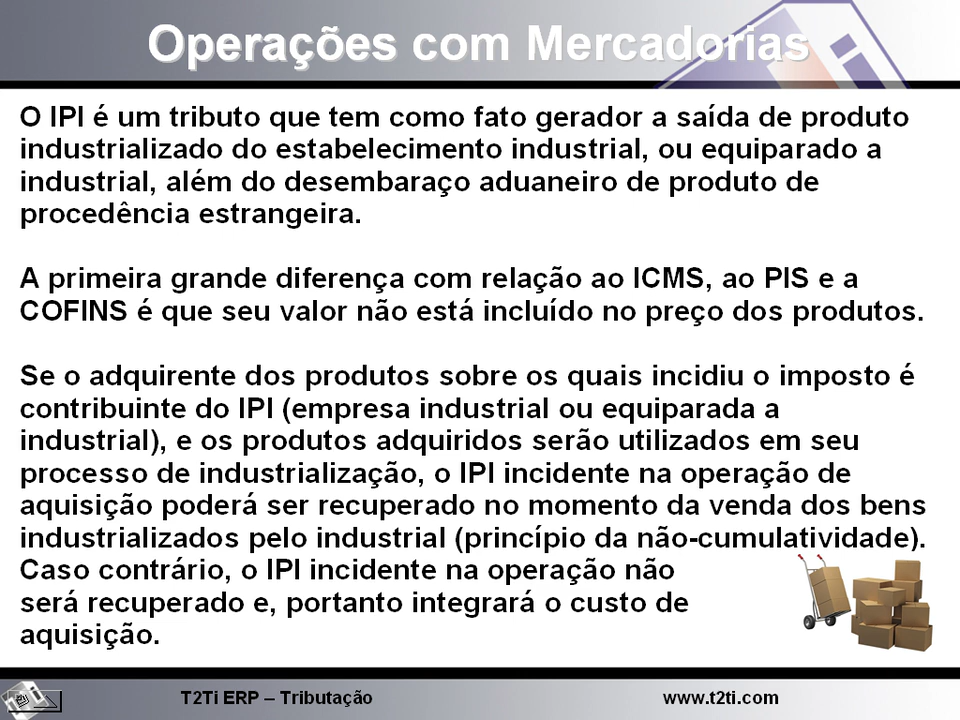 Operações com Mercadorias
O IPI é um tributo que tem como fato gerador a saída de produto
industrializado do estabelecimento industrial, ou equiparado a
industrial, além do desembaraço aduaneiro de produto de
procedência estrangeira.
A primeira grande diferença com relação ao ICMS, ao PIS e a
COFINS é que seu valor não está incluído no preço dos produtos.
Se o adquirente dos produtos sobre os quais incidiu o imposto é
contribuinte do IPI (empresa industrial ou equiparada a
industrial), e os produtos adquiridos serão utilizados em seu
processo de industrialização, o IPI incidente na operação de
aquisição poderá ser recuperado no momento da venda dos bens
industrializados pelo industrial (princípio da não-cumulatividade).
Caso contrário, o IPI incidente na operação não
será recuperado e, portanto integrará o custo de
aquisição.
T2Ti ERP – Tributação
www.t2ti.com